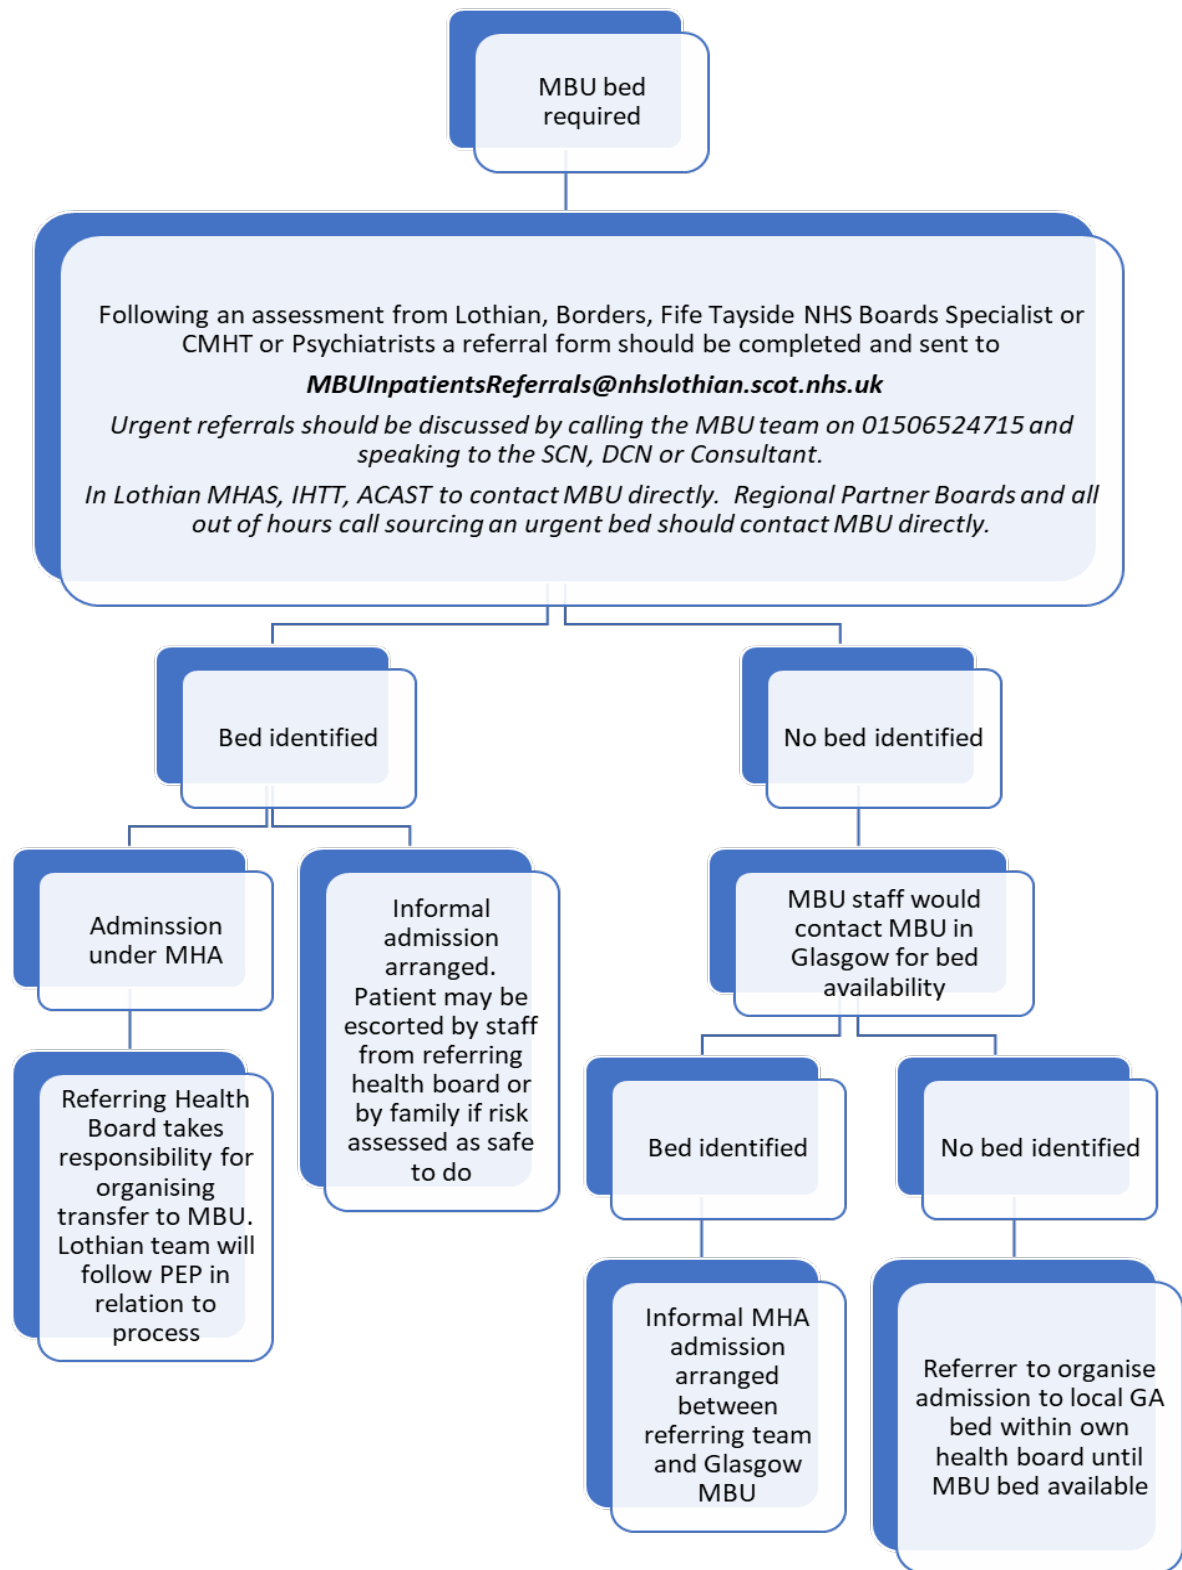 MBU bed
required
Following an assessment from Lothian, Borders, Fife Tayside NHS Boards Specialist or
CMHT or Psychiatrists a referral form should be completed and sent to
MBUInpatientsReferrals@nhslothian.scot.nhs.uk
Urgent referrals should be discussed by calling the MBU team on 01506524715 and
speaking to the SCN, DCN or Consultant.
In Lothian MHAS, IHTT, ACAST to contact MBU directly.  Regional Partner Boards and all
out of hours call sourcing an urgent bed should contact MBU directly.
Bed identified
No bed identified
Adminssion
under MHA
Informal
admission
arranged.
Patient may be
escorted by staff
from referring
health board or
by family if risk
assessed as safe
to do
MBU staff would
contact MBU in
Glasgow for bed
availability
Referring Health
Board takes
responsibility for
organising
transfer to MBU.
Lothian team will
follow PEP in
relation to
process
Bed identified
No bed identified
Informal MHA
admission
arranged
between
referring team
and Glasgow
MBU
Referrer to organise
admission to local GA
bed within own
health board until
MBU bed available